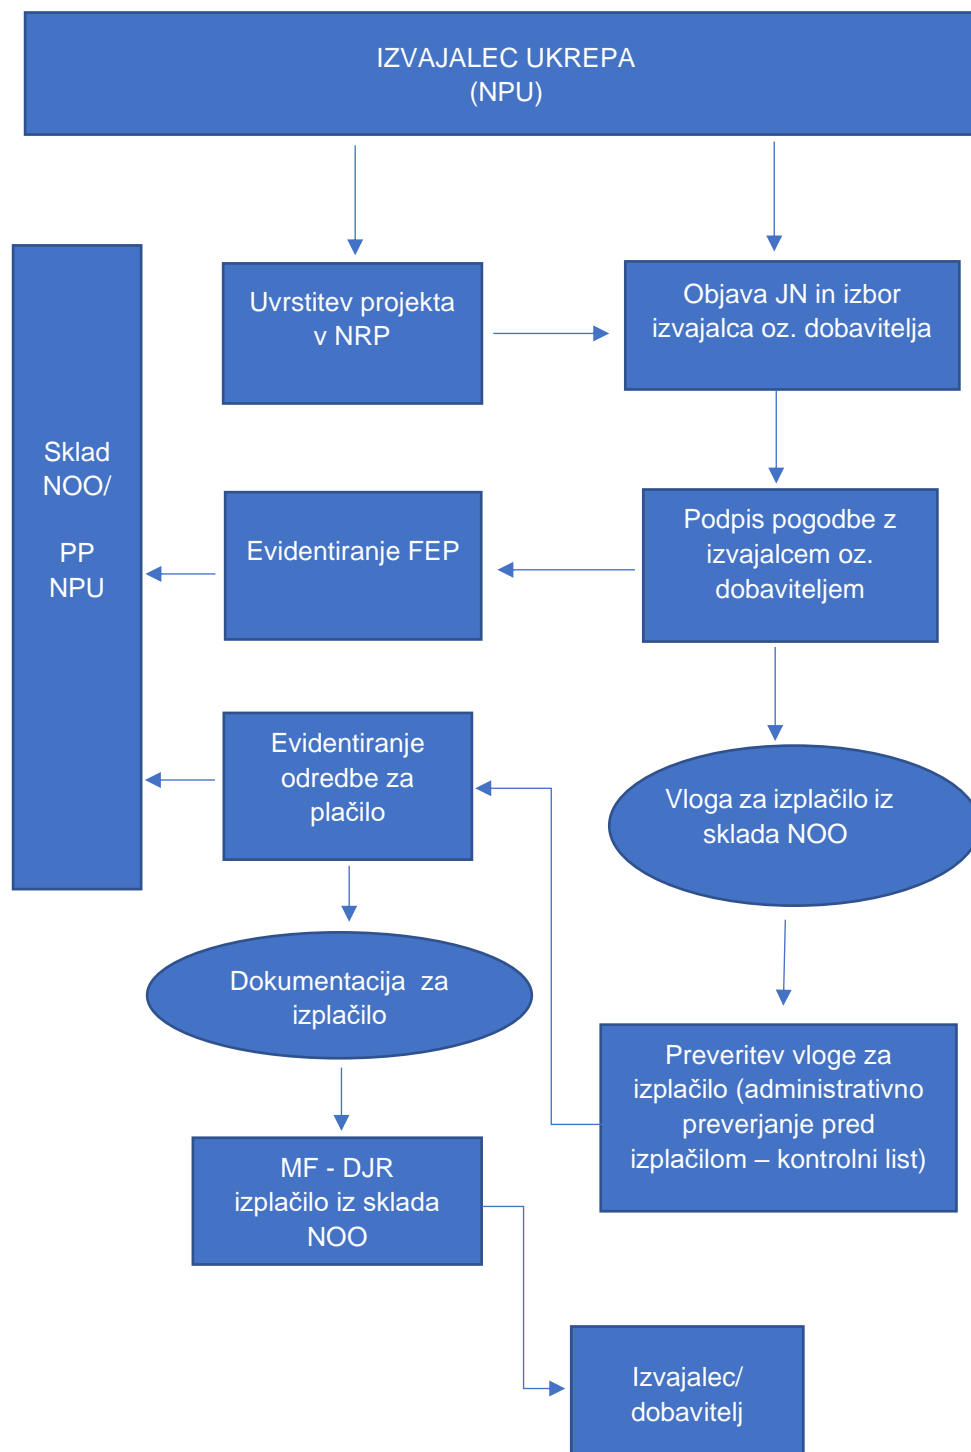 IZVAJALEC UKREPA
(NPU)
Uvrstitev projekta
v NRP
Objava JN in izbor
izvajalca oz. dobavitelja
Sklad
NOO/
PP
NPU
Evidentiranje FEP
Podpis pogodbe z
izvajalcem oz.
dobaviteljem
Evidentiranje
odredbe za
plačilo
Vloga za izplačilo iz
sklada NOO
Dokumentacija  za
izplačilo
Preveritev vloge za
izplačilo (administrativno
preverjanje pred
izplačilom – kontrolni list)
MF - DJR
izplačilo iz sklada
NOO
Izvajalec/
dobavitelj